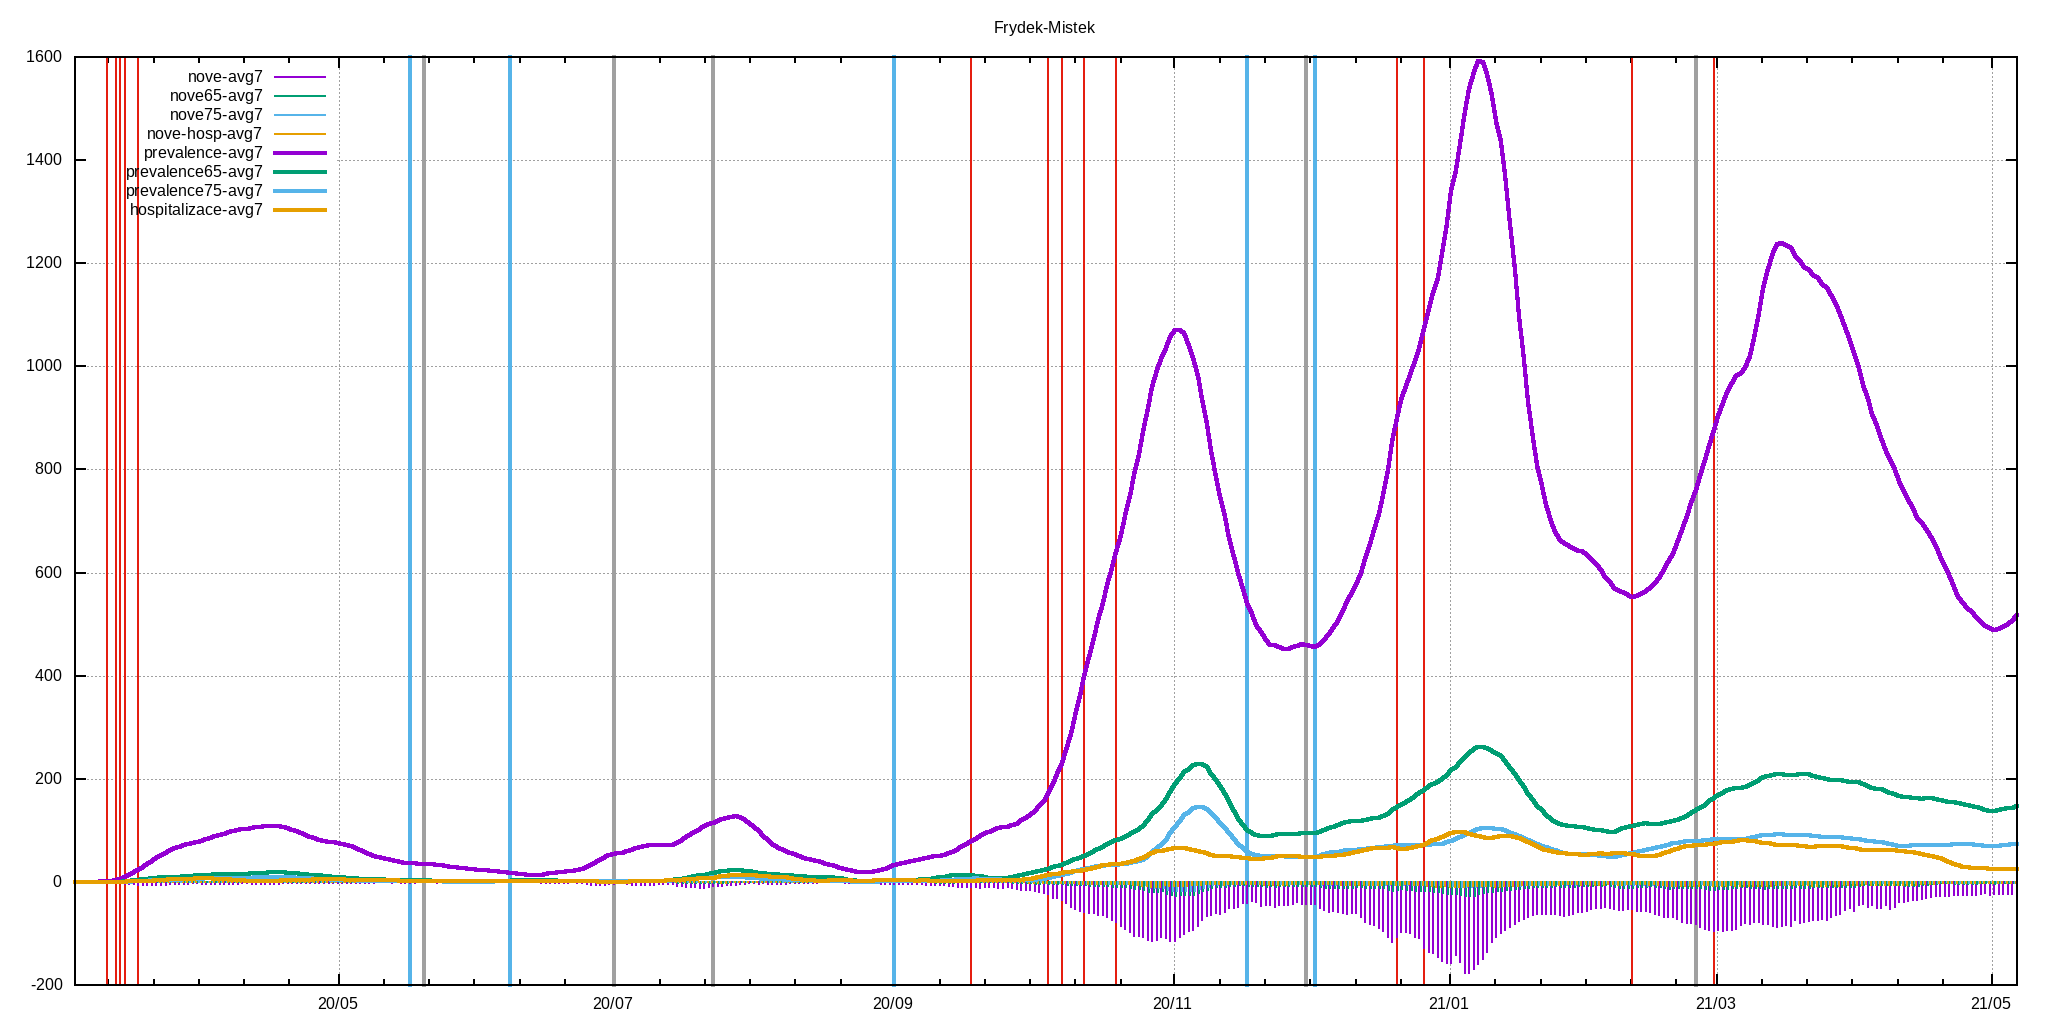 Frydek-Mistek
1600
1400
1200
1000
800
600
400
200
0
-200
nove-avg7
nove65-avg7
nove75-avg7
nove-hosp-avg7
prevalence-avg7
prevalence65-avg7
prevalence75-avg7
hospitalizace-avg7
20/05 20/07 20/09 20/11 21/01 21/03 21/05